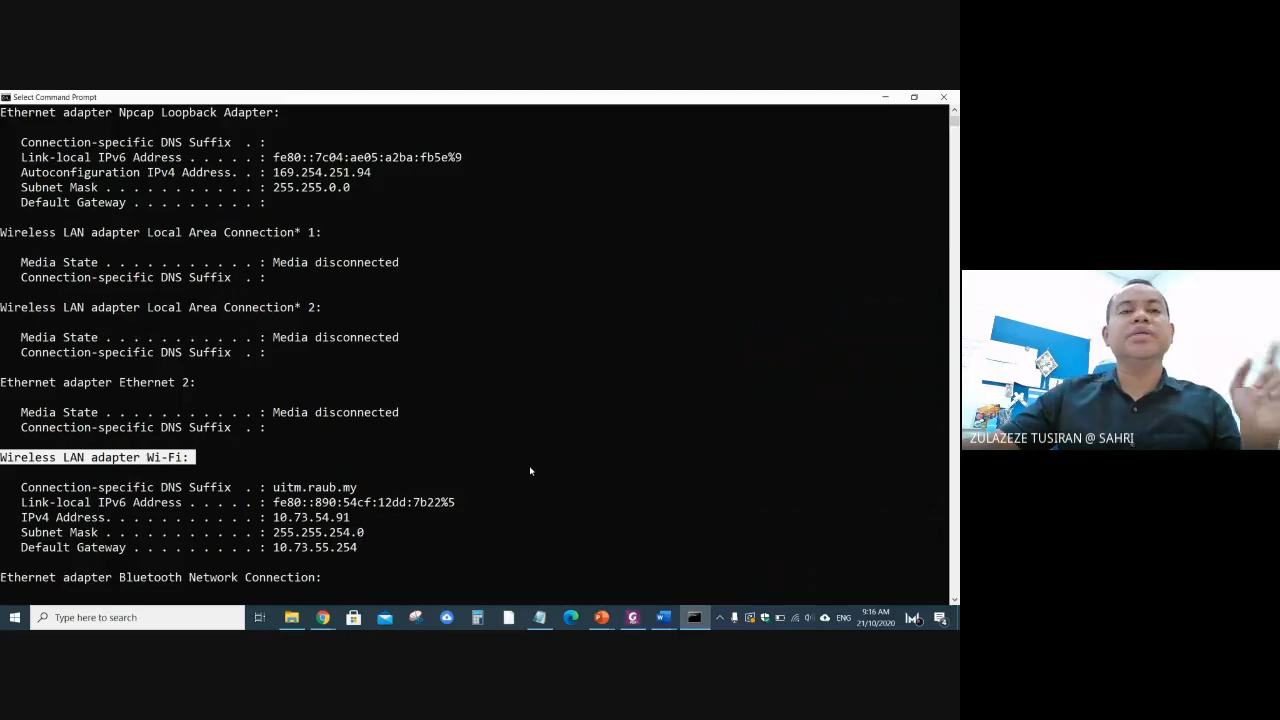 Select Command Prompt
Ethernet adapter Npcap Loopback Adapter:
Connection-specific DNS Suffix . :
Link-local IPv6 Address . . . . . : fe80::7c04:ae05:a2ba:fb5e%9
Autoconfiguration IPv4 Address. . : 169.254.251.94
Subnet Mask . . . . . . . . . . . : 255.255.0.0
Default Gateway . . . . . . . . . :
Wireless LAN adapter Local Area Connection* 1:
Media State . . . . . . . . . . . : Media disconnected
Connection-specific DNS Suffix . :
Wireless LAN adapter Local Area Connection* 2:
Media State . . . . . . . . . . . : Media disconnected
Connection-specific DNS Suffix . :
Ethernet adapter Ethernet 2:
Media State . . . . . . . . . . . : Media disconnected
Connection-specific DNS Suffix . :
Wireless LAN adapter Wi-Fi:
Connection-specific DNS Suffix . : uitm.raub.my
Link-local IPv6 Address . . . . . : fe80::890:54cf:12dd:7b22%5
IPv4 Address. . . . . . . . . . . : 10.73.54.91
Subnet Mask . . . . . . . . . . . : 255.255.254.0
Default Gateway . . . . . . . . . : 10.73.55.254
Ethernet adapter Bluetooth Network Connection:
Type here to search
ENG
9:16 AM
21/10/2020
ZULAZEZE TUSIRAN @ SAHRI